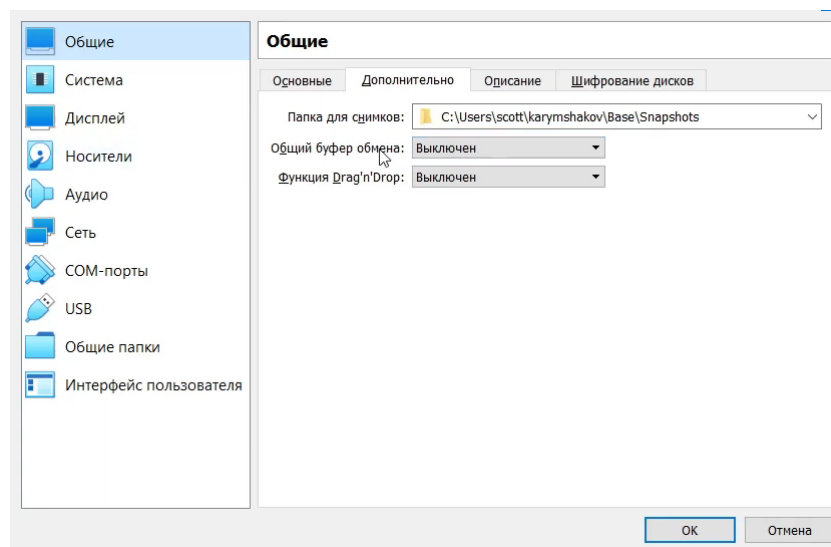 Общие
Система
Дисплей
Носители
Аудио
Сеть
COM-порты
USB
Общие папки
Интерфейс пользователя
Общие
Основные Дополнительно Описание Шифрование дисков
Папка для снимков: C:\Users\scott\karymshakov\Base\Snapshots
Общий буфер обмена: Выключен
Функция Drag'n'Drop: Выключен
OK Отмена